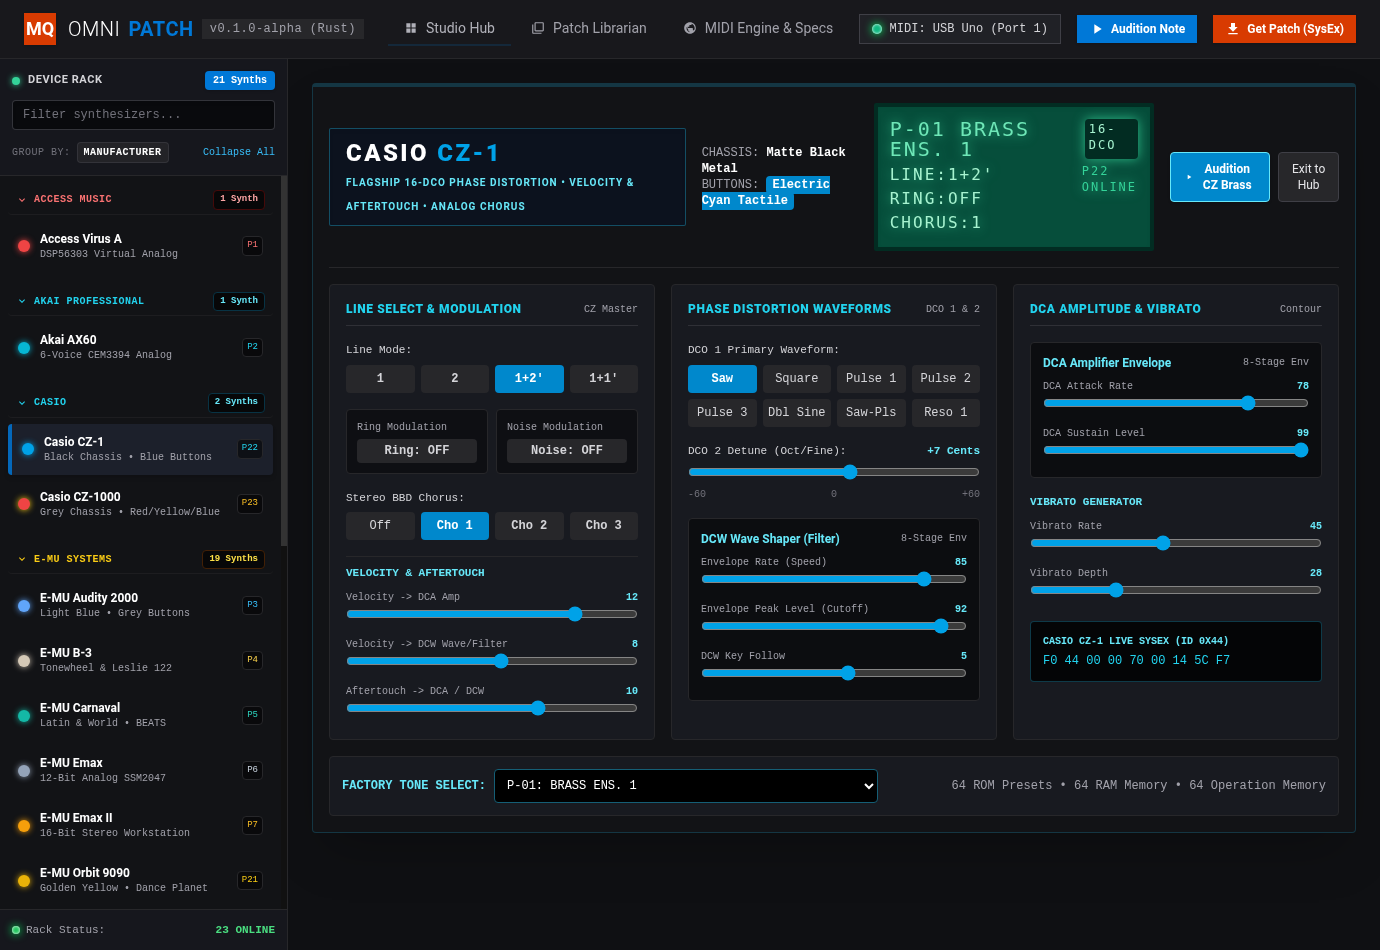 MQ OMNI PATCH v0.1.0-alpha (Rust) Studio Hub Patch Librarian MIDI Engine & Specs MIDI: USB Uno (Port 1) Audition Note Get Patch (SysEx)
DEVICE RACK 21 Synths
Filter synthesizers...
GROUP BY: MANUFACTURER Collapse All
ACCESS MUSIC 1 Synth
Access Virus A
DSP56303 Virtual Analog
P1
AKAI PROFESSIONAL 1 Synth
Akai AX60
6-Voice CEM3394 Analog
P2
CASIO 2 Synths
Casio CZ-1
Black Chassis • Blue Buttons
P22
Casio CZ-1000
Grey Chassis • Red/Yellow/Blue
P23
E-MU SYSTEMS 19 Synths
E-MU Audity 2000
Light Blue • Grey Buttons
P3
E-MU B-3
Tonewheel & Leslie 122
P4
E-MU Carnaval
Latin & World • BEATS
P5
E-MU Emax
12-Bit Analog SSM2047
P6
E-MU Emax II
16-Bit Stereo Workstation
P7
E-MU Orbit 9090
Golden Yellow • Dance Planet
P21
Rack Status: 23 ONLINE
CASIO CZ-1
FLAGSHIP 16-DCO PHASE DISTORTION • VELOCITY &
AFTERTOUCH • ANALOG CHORUS
CHASSIS: Matte Black
Metal
BUTTONS: Electric
Cyan Tactile
P-01 BRASS
ENS. 1
LINE:1+2'
RING:OFF
CHORUS:1
16-
DCO
P22
ONLINE
Audition
CZ Brass
Exit to
Hub
LINE SELECT & MODULATION CZ Master
Line Mode:
1 2 1+2' 1+1'
Ring Modulation
Ring: OFF
Noise Modulation
Noise: OFF
Stereo BBD Chorus:
Off Cho 1 Cho 2 Cho 3
VELOCITY & AFTERTOUCH
Velocity -> DCA Amp 12
Velocity -> DCW Wave/Filter 8
Aftertouch -> DCA / DCW 10
PHASE DISTORTION WAVEFORMS DCO 1 & 2
DCO 1 Primary Waveform:
Saw Square Pulse 1 Pulse 2
Pulse 3 Dbl Sine Saw-Pls Reso 1
DCO 2 Detune (Oct/Fine): +7 Cents
-60 0 +60
DCW Wave Shaper (Filter) 8-Stage Env
Envelope Rate (Speed) 85
Envelope Peak Level (Cutoff) 92
DCW Key Follow 5
DCA AMPLITUDE & VIBRATO Contour
DCA Amplifier Envelope 8-Stage Env
DCA Attack Rate 78
DCA Sustain Level 99
VIBRATO GENERATOR
Vibrato Rate 45
Vibrato Depth 28
CASIO CZ-1 LIVE SYSEX (ID 0X44)
F0 44 00 00 70 00 14 5C F7
FACTORY TONE SELECT: P-01: BRASS ENS. 1 64 ROM Presets • 64 RAM Memory • 64 Operation Memory